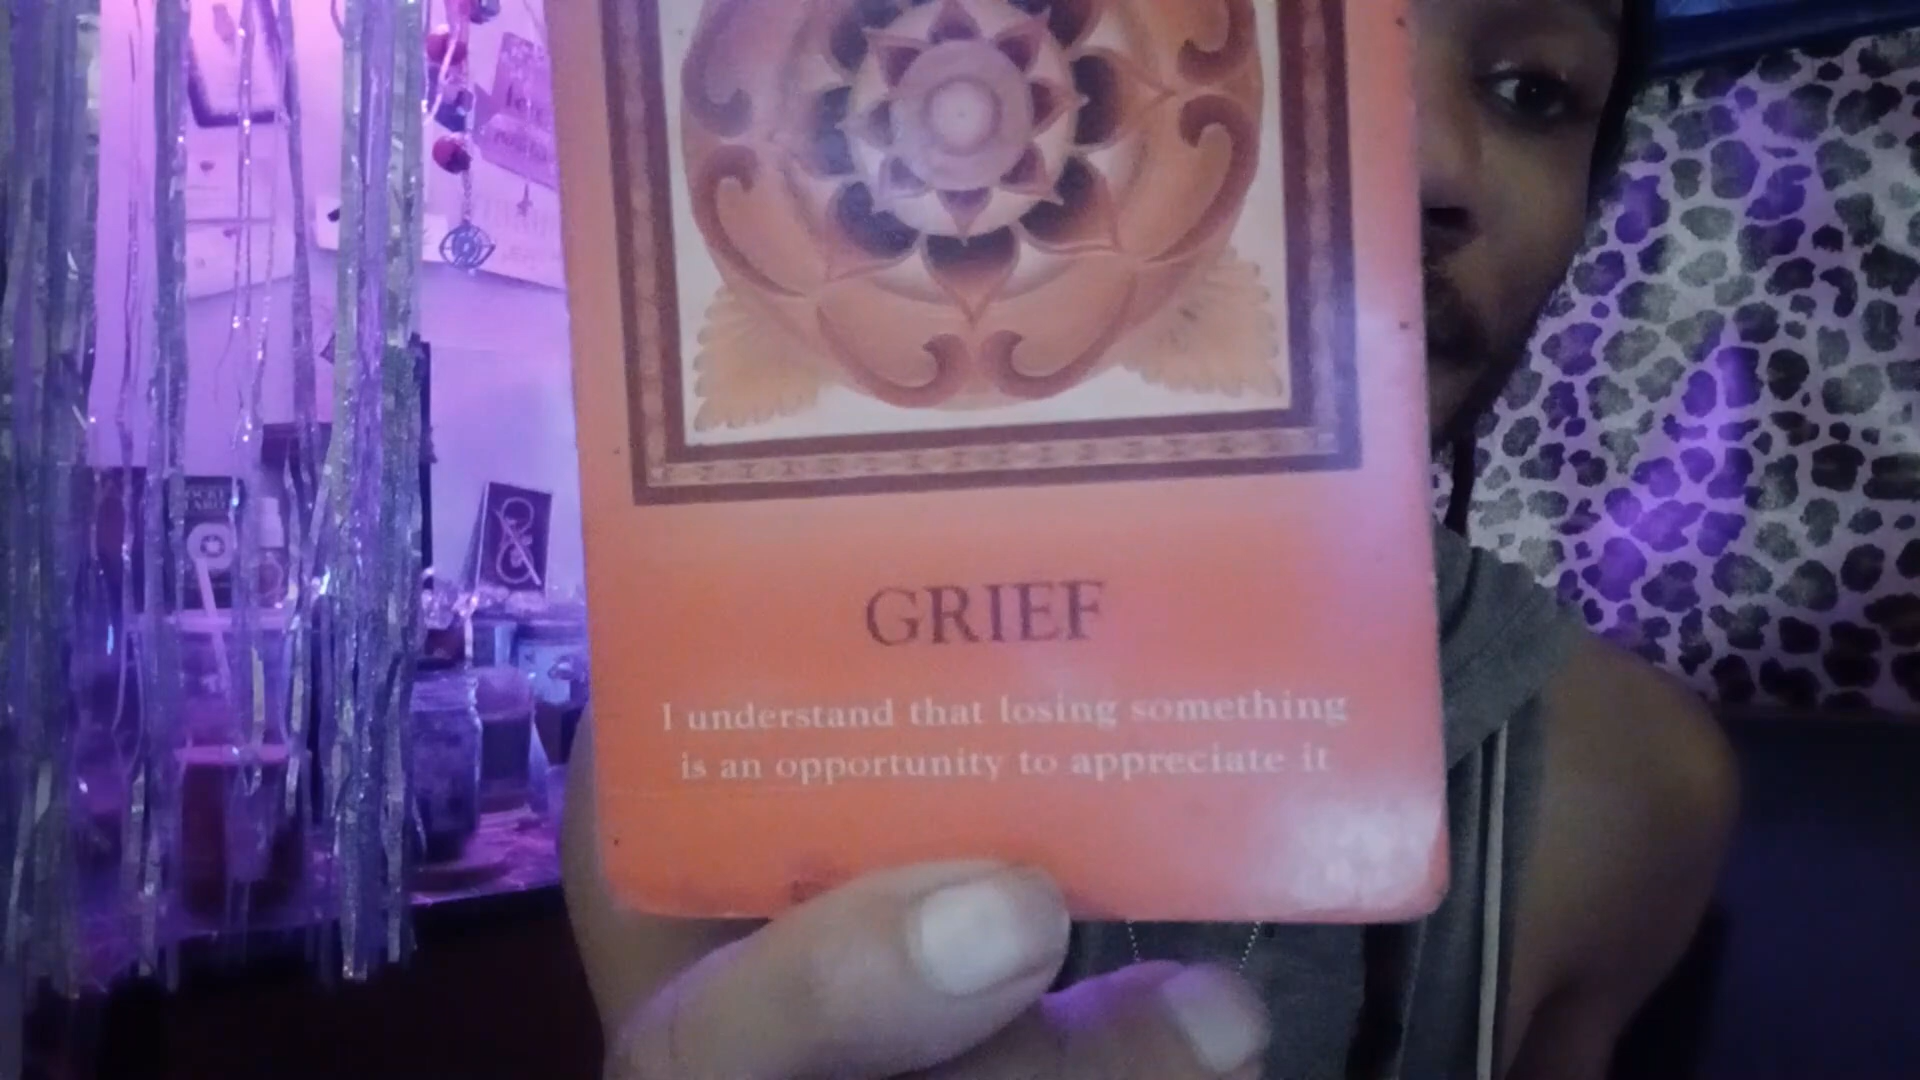 GRIEF
I understand that losing something
is an opportunity to appreciate it